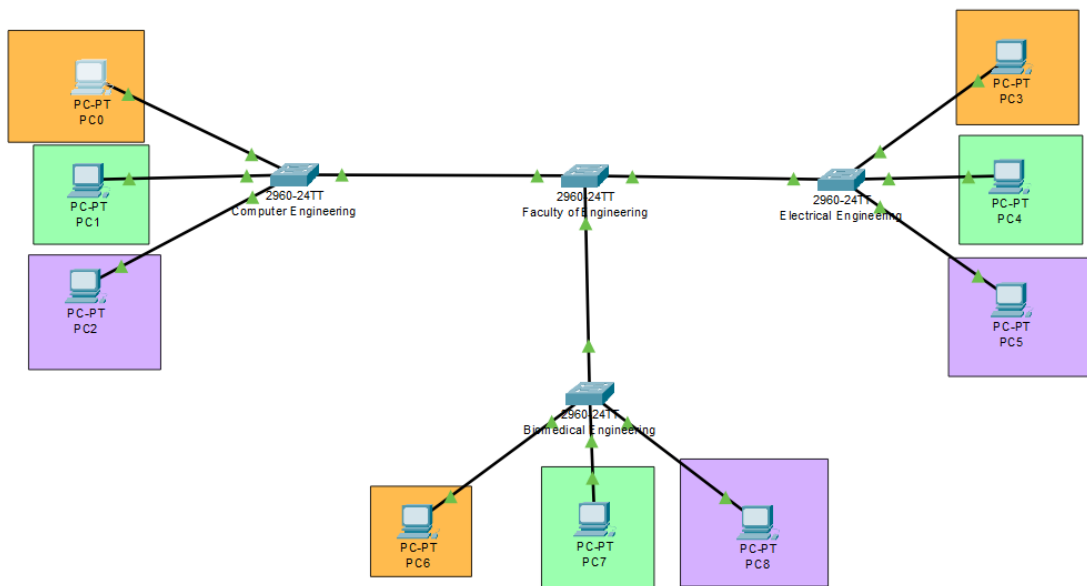 PC-PT
PC0
PC-PT
PC1
PC-PT
PC2
2960-24TT
Computer Engineering
2960-24TT
Faculty of Engineering
2960-24TT
Electrical Engineering
PC-PT
PC3
PC-PT
PC4
PC-PT
PC5
2960-24TT
Biomedical Engineering
PC-PT
PC6
PC-PT
PC7
PC-PT
PC8